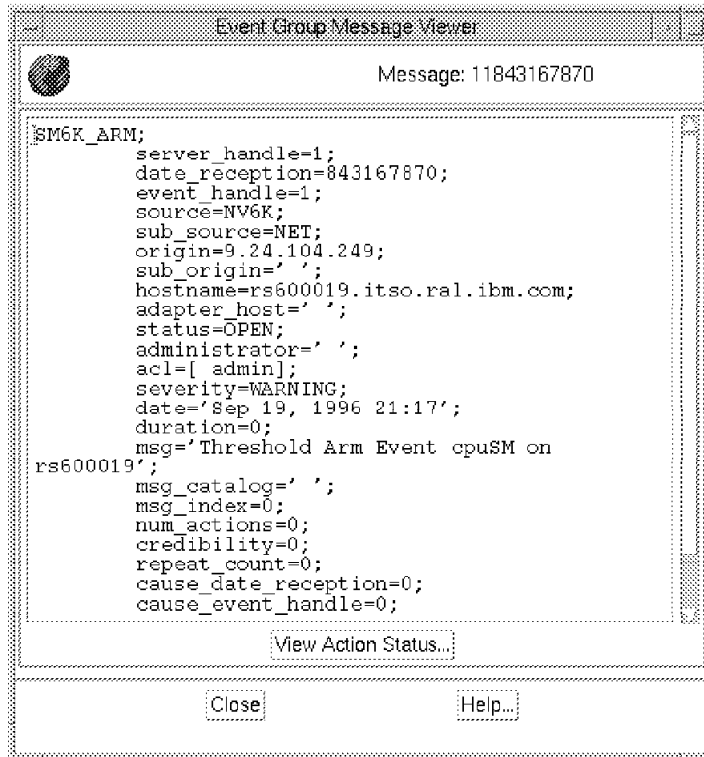 Event Group Message Viewer
Message: 11843167870
SM6K_ARM;
server_handle=1;
date_reception=843167870;
event_handle=1;
source=NV6K;
sub_source=NET;
origin=9.24.104.249;
sub_origin=' ';
hostname=rs600019.itso.ral.ibm.com;
adapter_host=' ';
status=OPEN;
administrator=' ';
acl=[ admin];
severity=WARNING;
date='Sep 19, 1996 21:17';
duration=0;
msg='Threshold Arm Event cpuSM on
rs600019';
msg_catalog=' ';
msg_index=0;
num_actions=0;
credibility=0;
repeat_count=0;
cause_date_reception=0;
cause_event_handle=0;
View Action Status...
Close Help...